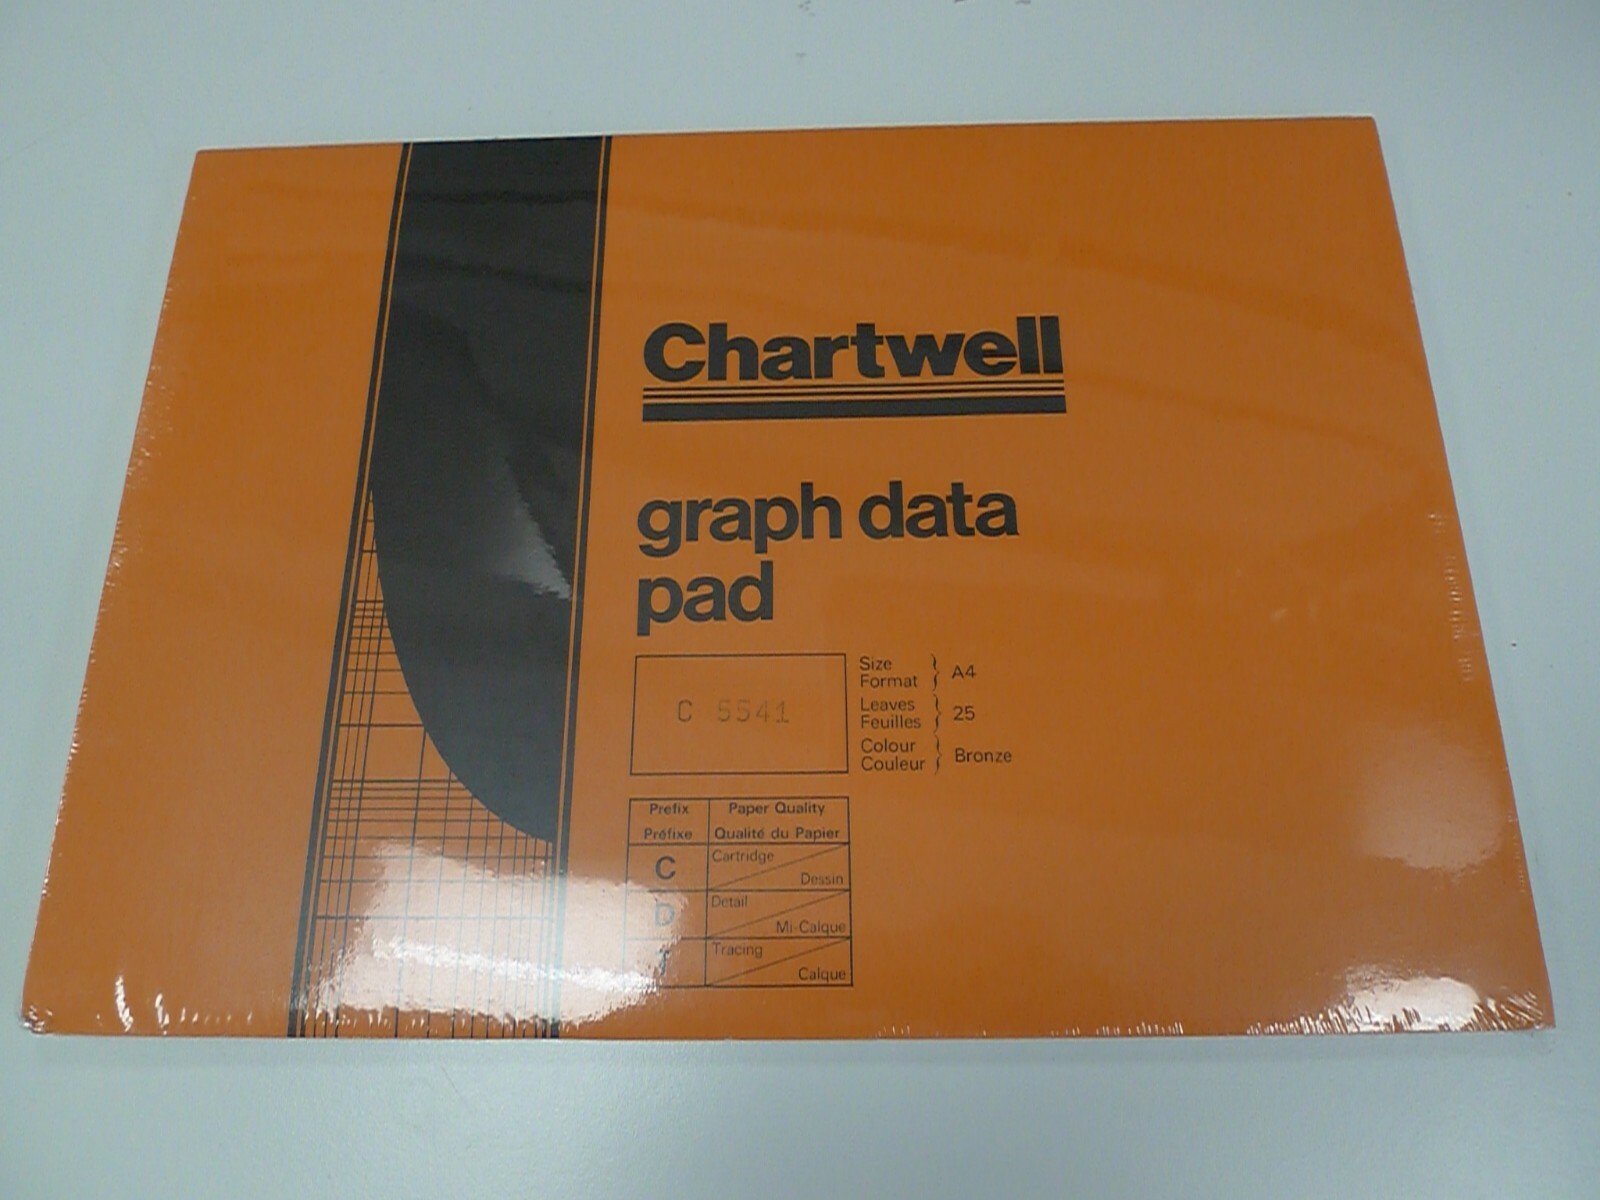 Chartwell
graph data
pad
C 5541
Size
Format
A4
Leaves
Feuilles
25
Colour
Couleur
Bronze
Prefix Paper Quality
Préfixe Qualité du Papier
C Cartridge
Dessin
D Detail
Mi-Calque
T Tracing
Calque